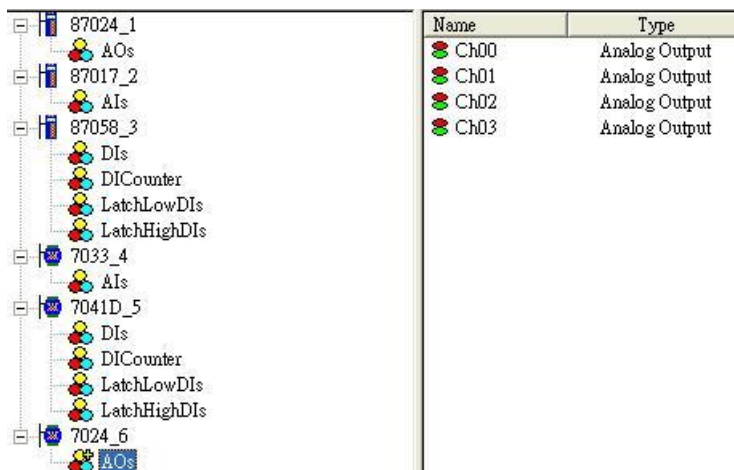 87024_1
AOs
87017_2
AIs
87058_3
DIs
DICounter
LatchLowDIs
LatchHighDIs
7033_4
AIs
7041D_5
DIs
DICounter
LatchLowDIs
LatchHighDIs
7024_6
AOs
Name Type
Ch00 Analog Output
Ch01 Analog Output
Ch02 Analog Output
Ch03 Analog Output